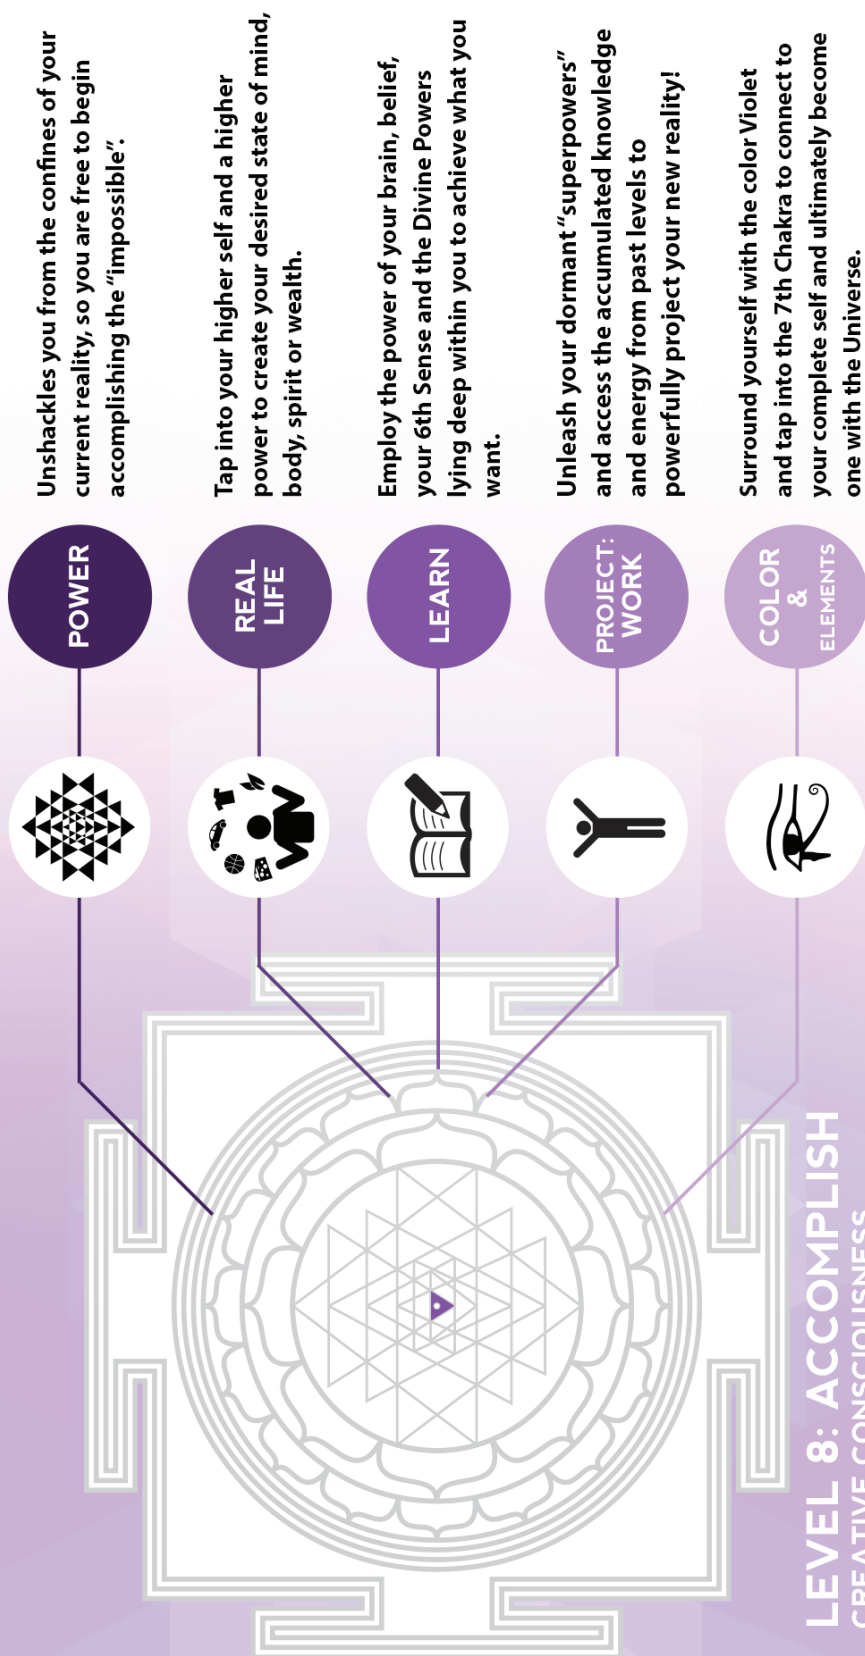 POWER
Unshackles you from the confines of your
current reality, so you are free to begin
accomplishing the “impossible”.
REAL
LIFE
Tap into your higher self and a higher
power to create your desired state of mind,
body, spirit or wealth.
LEARN
Employ the power of your brain, belief,
your 6th Sense and the Divine Powers
lying deep within you to achieve what you
want.
PROJECT:
WORK
Unleash your dormant “superpowers”
and access the accumulated knowledge
and energy from past levels to
powerfully project your new reality!
COLOR
&
ELEMENTS
Surround yourself with the color Violet
and tap into the 7th Chakra to connect to
your complete self and ultimately become
one with the Universe.
LEVEL 8: ACCOMPLISH
CREATIVE CONSCIOUSNESS